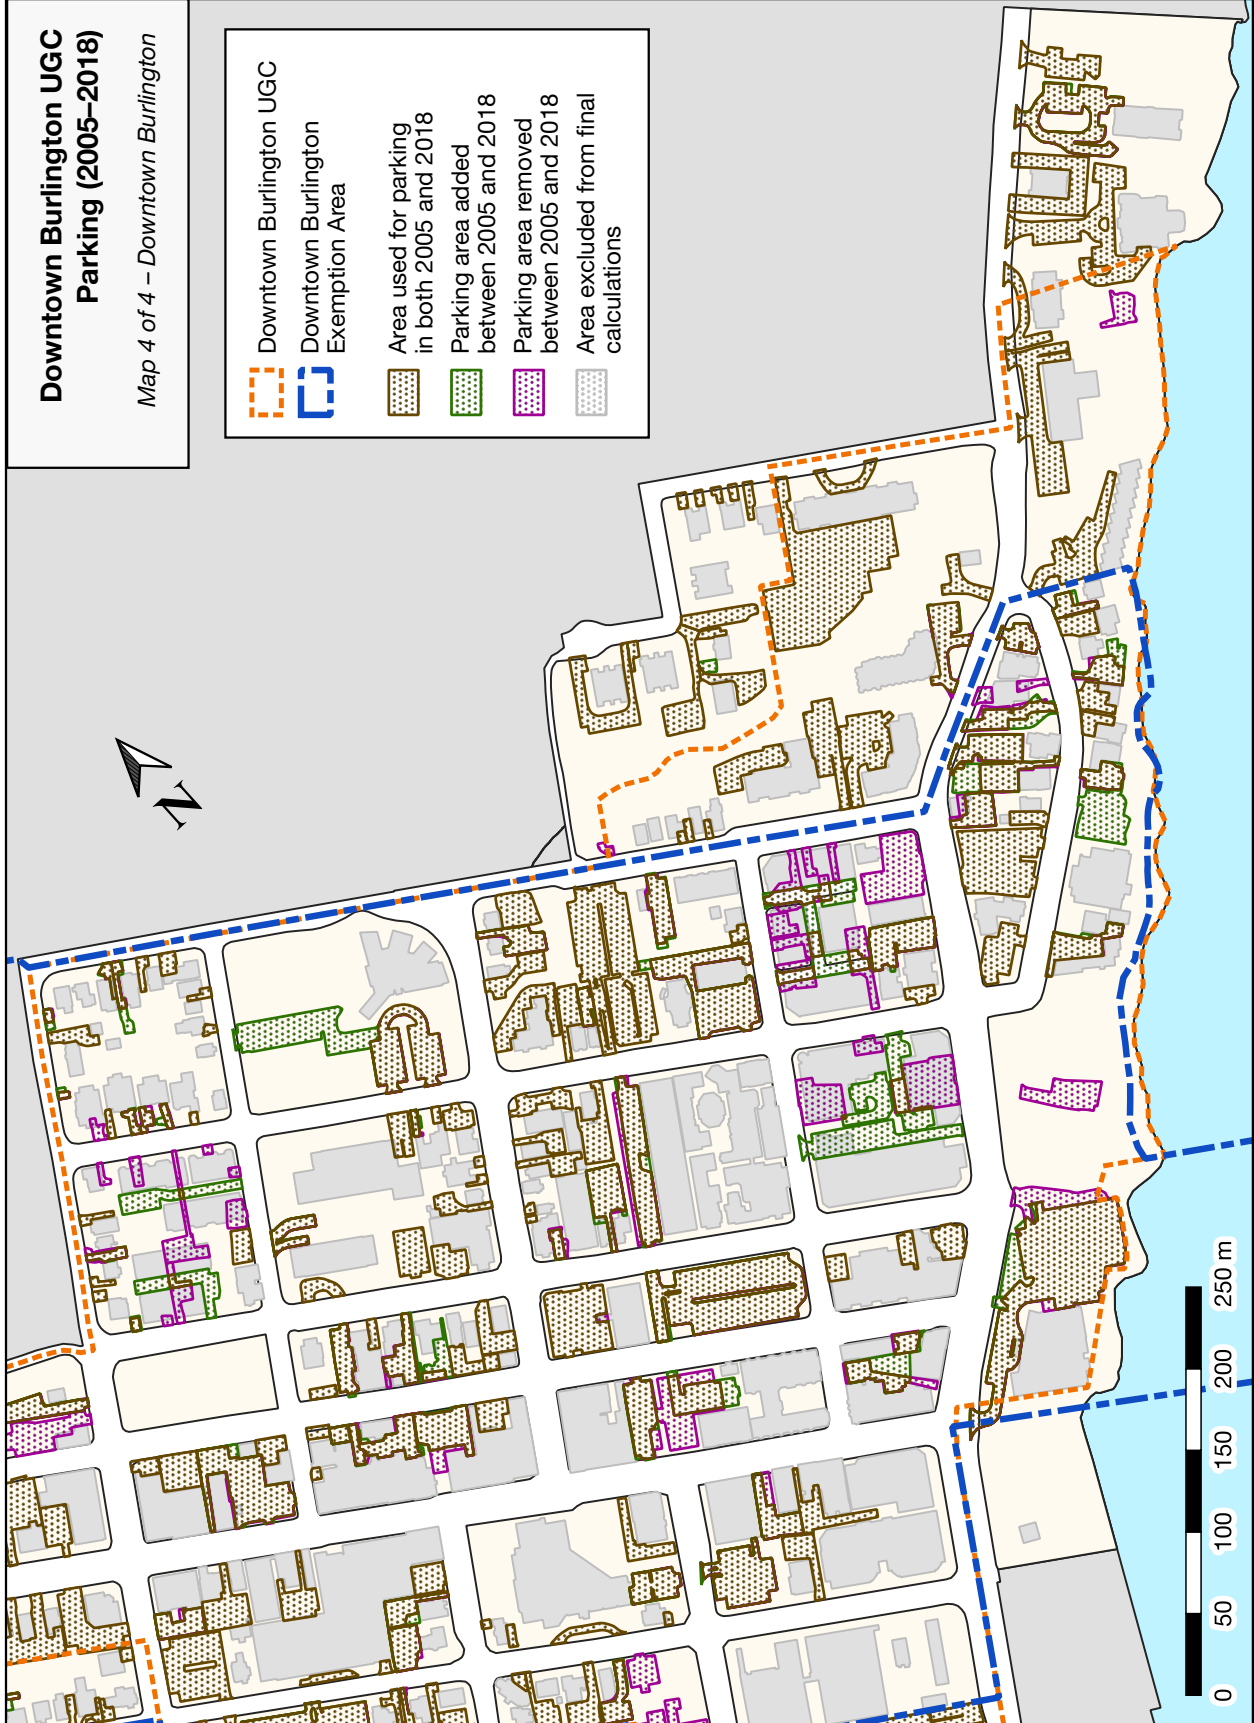 Downtown Burlington UGC
Parking (2005–2018)
Map 4 of 4 – Downtown Burlington
Downtown Burlington UGC
Downtown Burlington
Exemption Area
Area used for parking
in both 2005 and 2018
Parking area added
between 2005 and 2018
Parking area removed
between 2005 and 2018
Area excluded from final
calculations
N
0 50 100 150 200 250 m